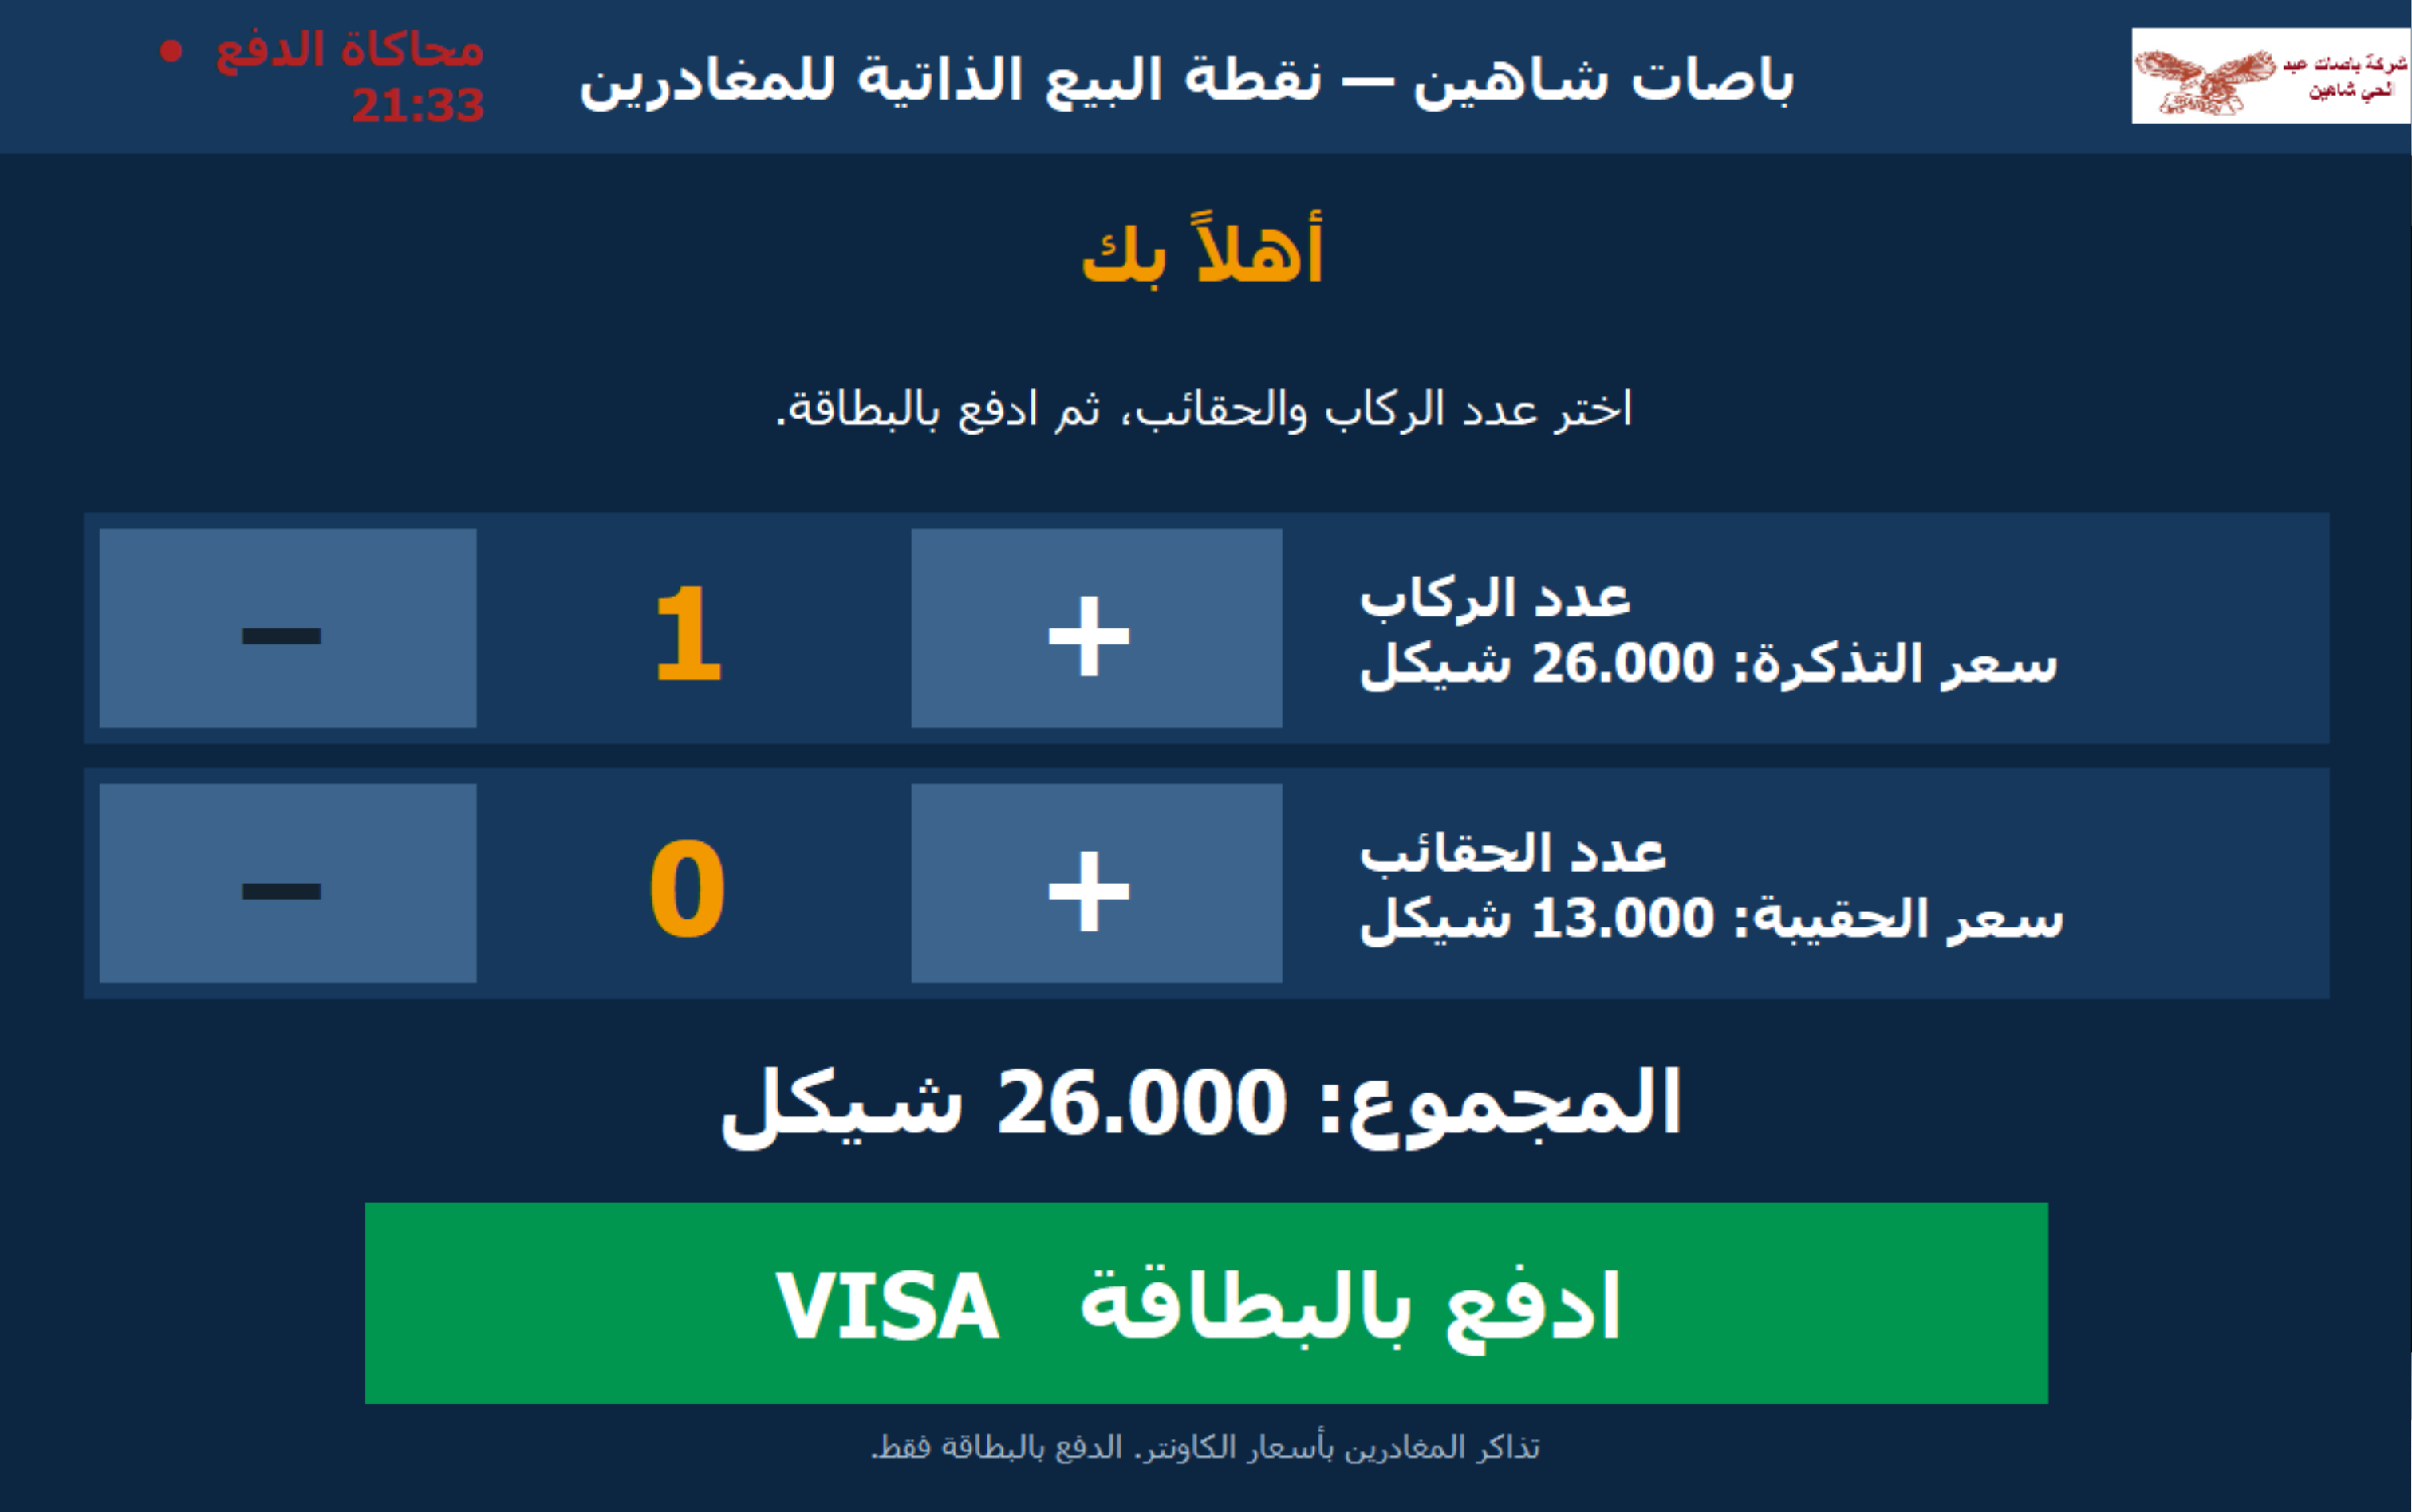 شركة باصات عبد
الحي شاهين
SHAHEEN
باصات شاهين — نقطة البيع الذاتية للمغادرين
محاكاة الدفع ●
21:33
أهلاً بك
اختر عدد الركاب والحقائب، ثم ادفع بالبطاقة.
عدد الركاب
سعر التذكرة: 26.000 شيكل
+
1
−
عدد الحقائب
سعر الحقيبة: 13.000 شيكل
+
0
−
المجموع: 26.000 شيكل
ادفع بالبطاقة VISA
تذاكر المغادرين بأسعار الكاونتر. الدفع بالبطاقة فقط.